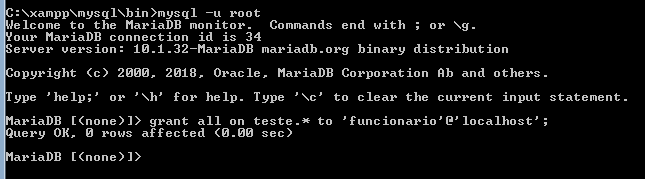 C:\xampp\mysql\bin>mysql -u root
Welcome to the MariaDB monitor.  Commands end with ; or \g.
Your MariaDB connection id is 34
Server version: 10.1.32-MariaDB mariadb.org binary distribution
Copyright (c) 2000, 2018, Oracle, MariaDB Corporation Ab and others.
Type 'help;' or '\h' for help. Type '\c' to clear the current input statement.
MariaDB [(none)]> grant all on teste.* to 'funcionario'@'localhost';
Query OK, 0 rows affected (0.00 sec)
MariaDB [(none)]>